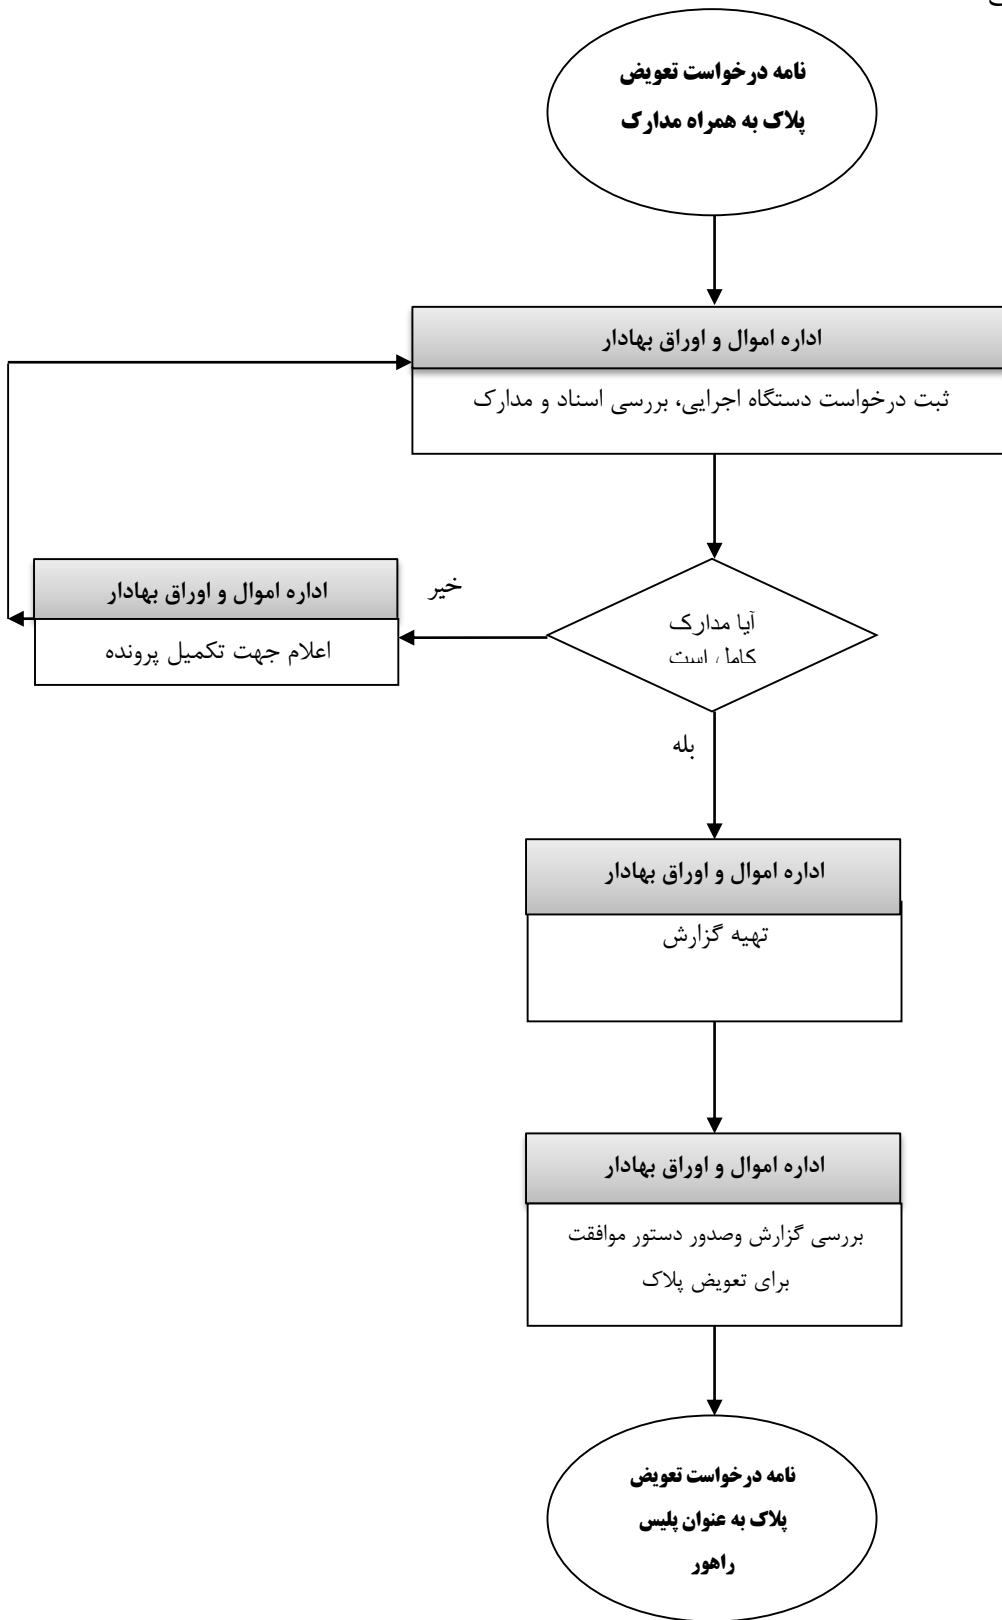 نامه درخواست تعویض
پلاک به همراه مدارک
اداره اموال و اوراق بهادار
ثبت درخواست دستگاه اجرایی، بررسی اسناد و مدارک
آیا مدارک
کامل است
خیر
اداره اموال و اوراق بهادار
اعلام جهت تکمیل پرونده
بله
اداره اموال و اوراق بهادار
تهیه گزارش
اداره اموال و اوراق بهادار
بررسی گزارش وصدور دستور موافقت
برای تعویض پلاک
نامه درخواست تعویض
پلاک به عنوان پلیس
راهور